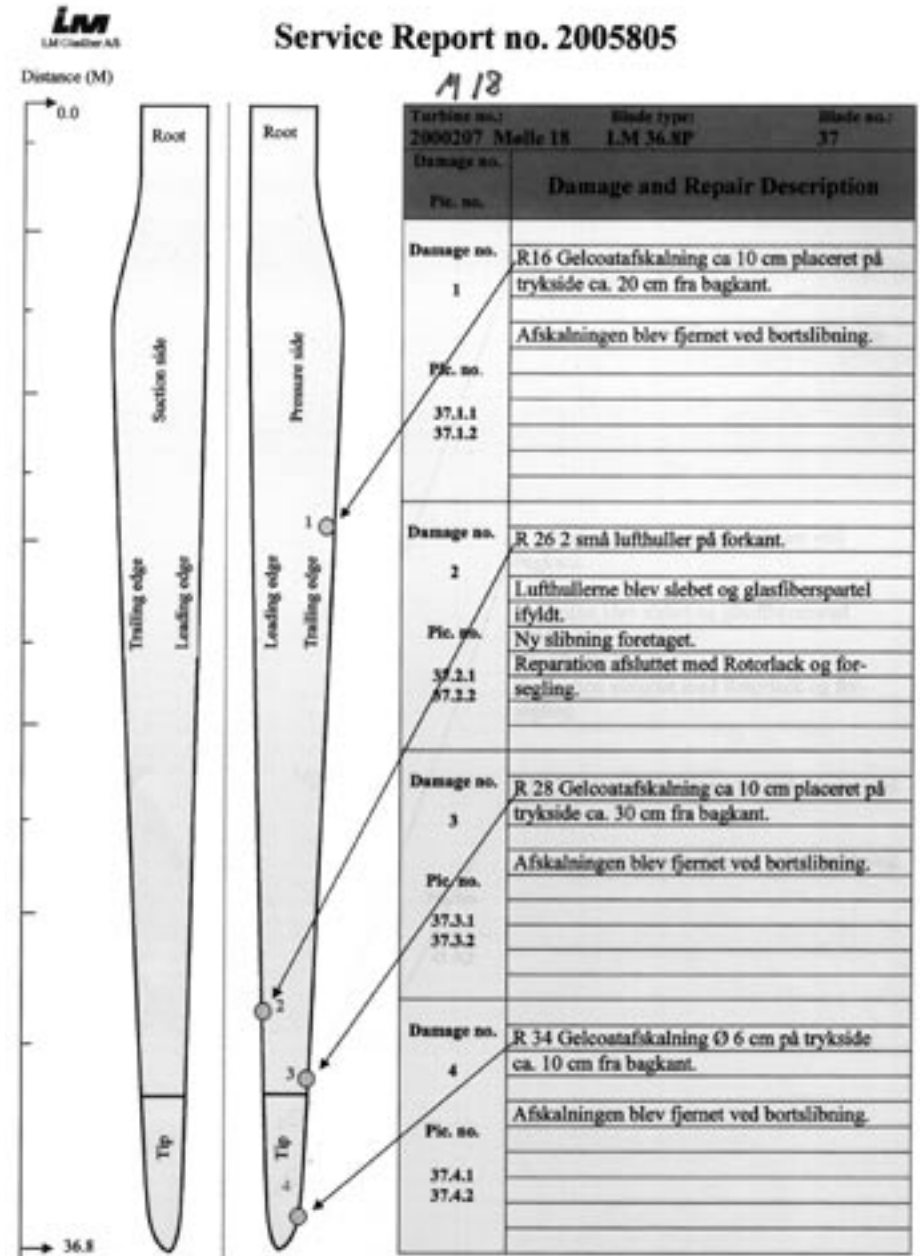 LM
LM Glasfiber A/S
Service Report no. 2005805
Distance (M)
M 18
0.0
Root
Root
Turbine no.: Blade type: Blade no.:
2000207 Mølle 18 LM 36.8P 37
Damage no.
Pic. no.
Damage and Repair Description
Suction side
Pressure side
Trailing edge
Leading edge
Leading edge
Trailing edge
1
2
3
Tip
Tip
4
36.8
Damage no.
1
Pic. no.
37.1.1
37.1.2
R16 Gelcoatafskalning ca 10 cm placeret på
trykside ca. 20 cm fra bagkant.
Afskalningen blev fjernet ved bortslibning.
Damage no.
2
Pic. no.
37.2.1
37.2.2
R 26 2 små lufthuller på forkant.
Lufthullerne blev slebet og glasfiberspartel
ifyldt.
Ny slibning foretaget.
Reparation afsluttet med Rotorlack og for-
segling.
Damage no.
3
Pic. no.
37.3.1
37.3.2
R 28 Gelcoatafskalning ca 10 cm placeret på
trykside ca. 30 cm fra bagkant.
Afskalningen blev fjernet ved bortslibning.
Damage no.
4
Pic. no.
37.4.1
37.4.2
R 34 Gelcoatafskalning Ø 6 cm på trykside
ca. 10 cm fra bagkant.
Afskalningen blev fjernet ved bortslibning.